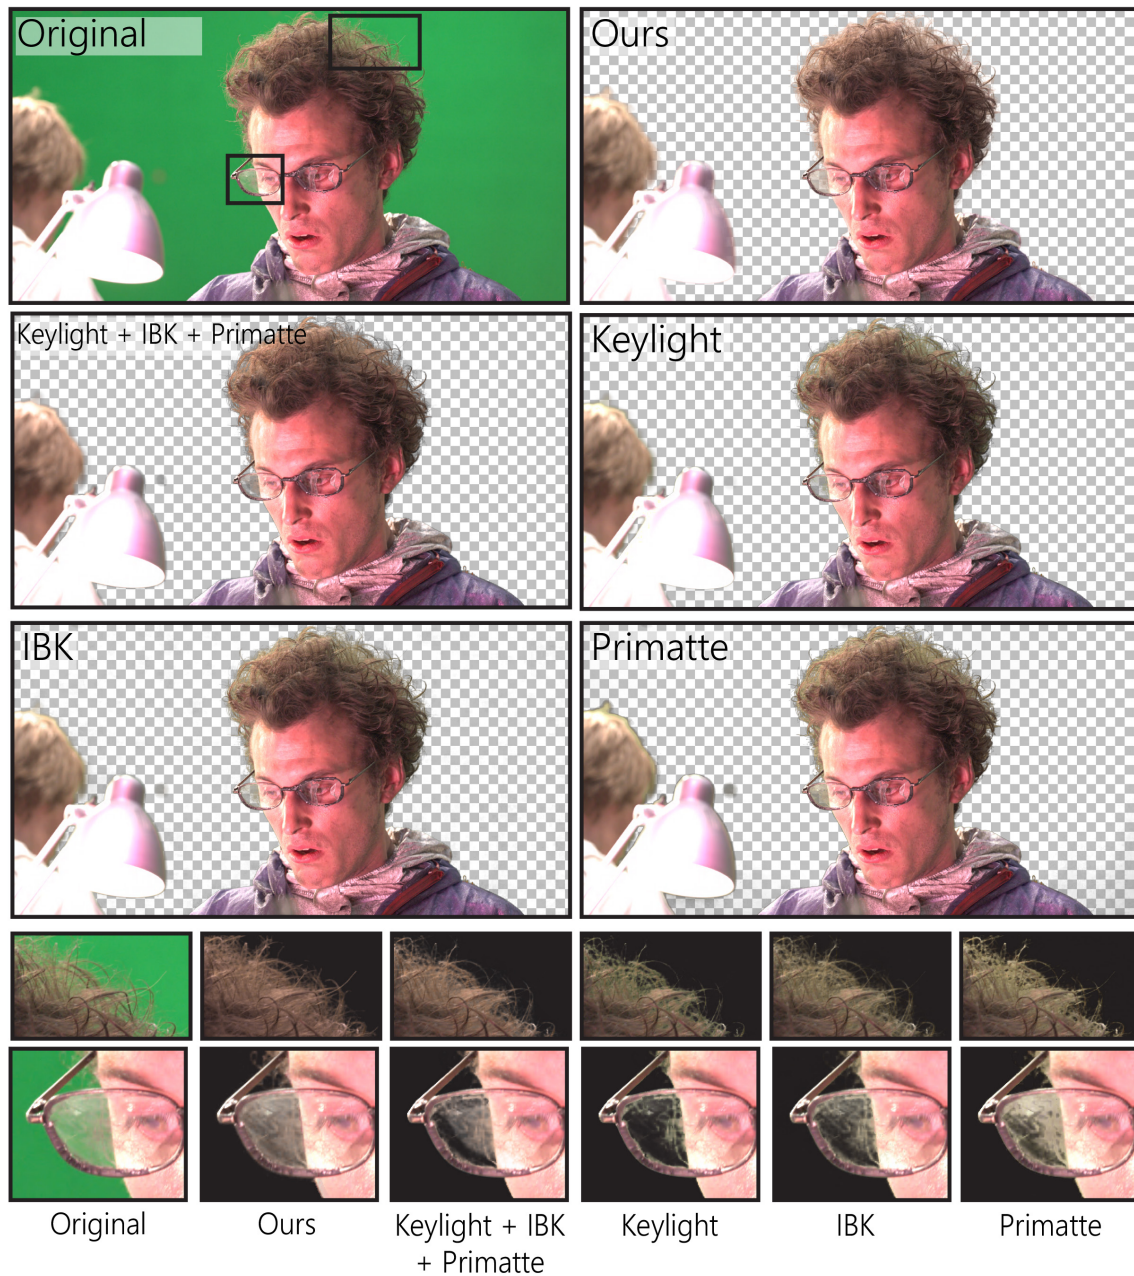 Original
Ours
Keylight + IBK + Primatte
Keylight
IBK
Primatte
Original
Ours
Keylight + IBK
+ Primatte
Keylight
IBK
Primatte